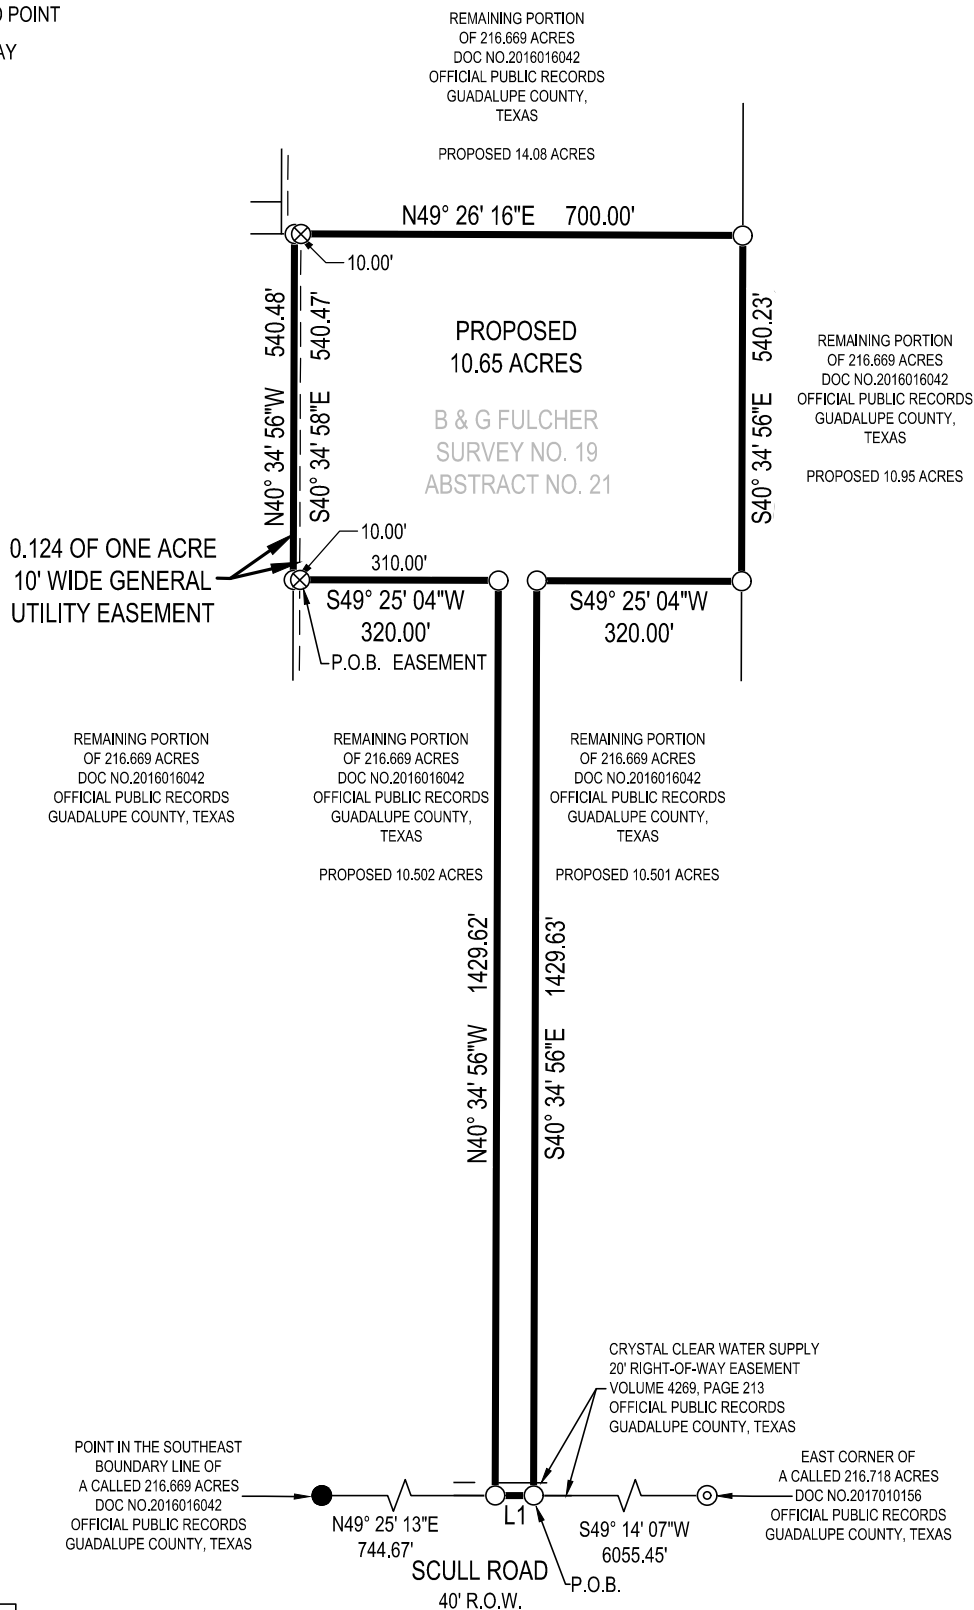 POINT
AY
REMAINING PORTION
OF 216.669 ACRES
DOC NO.2016016042
OFFICIAL PUBLIC RECORDS
GUADALUPE COUNTY,
TEXAS
PROPOSED 14.08 ACRES
N49° 26' 16"E 700.00'
10.00'
N40° 34' 56"W 540.48'
S40° 34' 58"E 540.47'
PROPOSED
10.65 ACRES
B & G FULCHER
SURVEY NO. 19
ABSTRACT NO. 21
S40° 34' 56"E 540.23'
REMAINING PORTION
OF 216.669 ACRES
DOC NO.2016016042
OFFICIAL PUBLIC RECORDS
GUADALUPE COUNTY,
TEXAS
PROPOSED 10.95 ACRES
0.124 OF ONE ACRE
10' WIDE GENERAL
UTILITY EASEMENT
10.00'
310.00'
S49° 25' 04"W
320.00'
P.O.B. EASEMENT
S49° 25' 04"W
320.00'
REMAINING PORTION
OF 216.669 ACRES
DOC NO.2016016042
OFFICIAL PUBLIC RECORDS
GUADALUPE COUNTY, TEXAS
REMAINING PORTION
OF 216.669 ACRES
DOC NO.2016016042
OFFICIAL PUBLIC RECORDS
GUADALUPE COUNTY,
TEXAS
PROPOSED 10.502 ACRES
REMAINING PORTION
OF 216.669 ACRES
DOC NO.2016016042
OFFICIAL PUBLIC RECORDS
GUADALUPE COUNTY,
TEXAS
PROPOSED 10.501 ACRES
N40° 34' 56"W 1429.62'
S40° 34' 56"E 1429.63'
CRYSTAL CLEAR WATER SUPPLY
20' RIGHT-OF-WAY EASEMENT
VOLUME 4269, PAGE 213
OFFICIAL PUBLIC RECORDS
GUADALUPE COUNTY, TEXAS
POINT IN THE SOUTHEAST
BOUNDARY LINE OF
A CALLED 216.669 ACRES
DOC NO.2016016042
OFFICIAL PUBLIC RECORDS
GUADALUPE COUNTY, TEXAS
EAST CORNER OF
A CALLED 216.718 ACRES
DOC NO.2017010156
OFFICIAL PUBLIC RECORDS
GUADALUPE COUNTY, TEXAS
N49° 25' 13"E
744.67'
L1
S49° 14' 07"W
6055.45'
P.O.B.
SCULL ROAD
40' R.O.W.